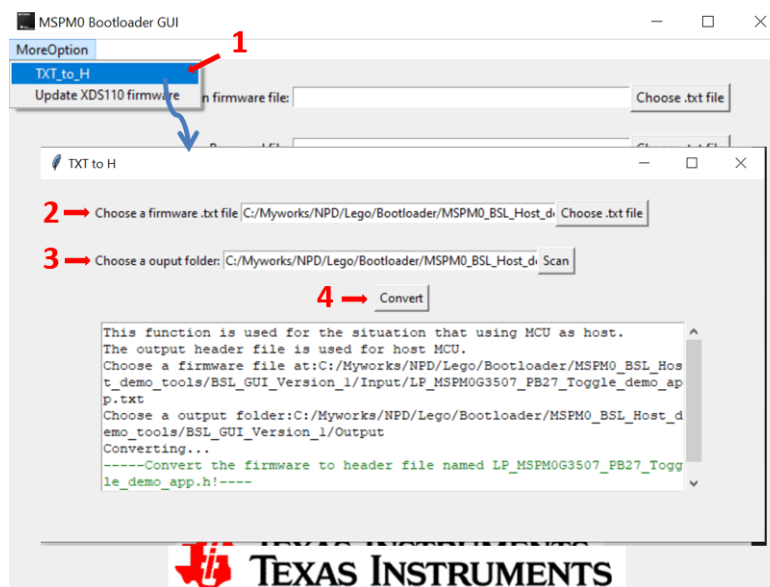 MSPM0 Bootloader GUI
1
MoreOption
TXT_to_H
Update XDS110 firmware
n firmware file:
Choose .txt file
TXT to H
2
Choose a firmware .txt file
C:/Myworks/NPD/Lego/Bootloader/MSPM0_BSL_Host_d
Choose .txt file
3
Choose a ouput folder:
C:/Myworks/NPD/Lego/Bootloader/MSPM0_BSL_Host_d
Scan
4
Convert
This function is used for the situation that using MCU as host.
The output header file is used for host MCU.
Choose a firmware file at:C:/Myworks/NPD/Lego/Bootloader/MSPM0_BSL_Hos
t_demo_tools/BSL_GUI_Version_1/Input/LP_MSPM0G3507_PB27_Toggle_demo_ap
p.txt
Choose a output folder:C:/Myworks/NPD/Lego/Bootloader/MSPM0_BSL_Host_d
emo_tools/BSL_GUI_Version_1/Output
Converting...
-----Convert the firmware to header file named LP_MSPM0G3507_PB27_Togg
le_demo_app.h!----
TEXAS INSTRUMENTS